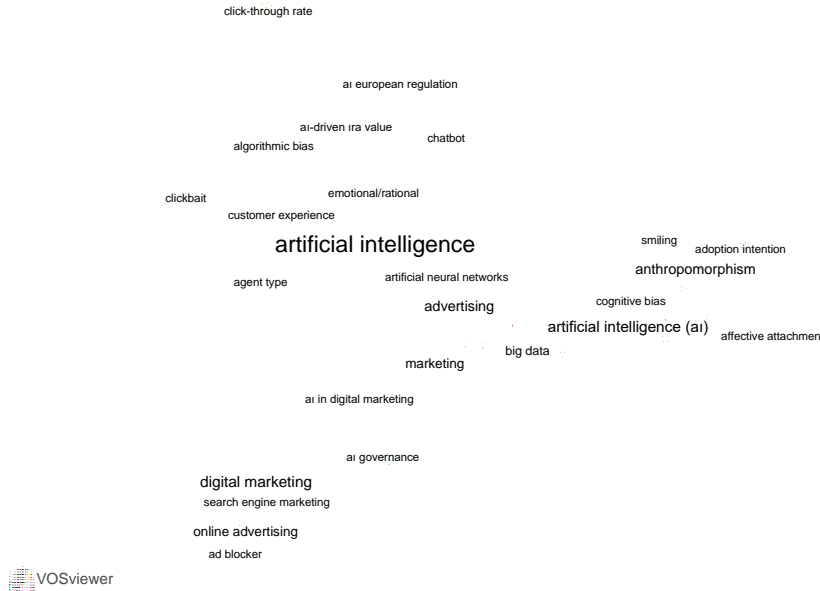 click-through rate
aı european regulation
aı-driven ıra value
chatbot
algorithmic bias
emotional/rational
clickbait
customer experience
artificial intelligence
smiling
adoption intention
anthropomorphism
artificial neural networks
agent type
cognitive bias
advertising
artificial intelligence (aı)
affective attachmen
big data
marketing
aı in digital marketing
aı governance
digital marketing
search engine marketing
online advertising
ad blocker
VOSviewer